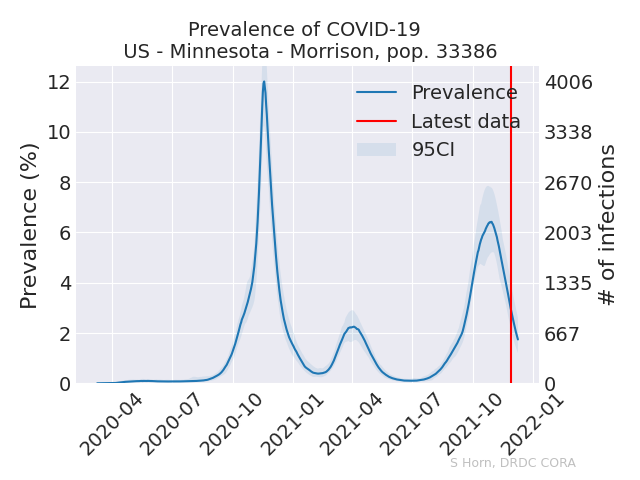 Prevalence of COVID-19
US - Minnesota - Morrison, pop. 33386
Prevalence
Latest data
95CI
12
10
8
6
4
2
0
Prevalence (%)
4006
3338
2670
2003
1335
667
0
# of infections
2020-04
2020-07
2020-10
2021-01
2021-04
2021-07
2021-10
2022-01
S Horn, DRDC CORA